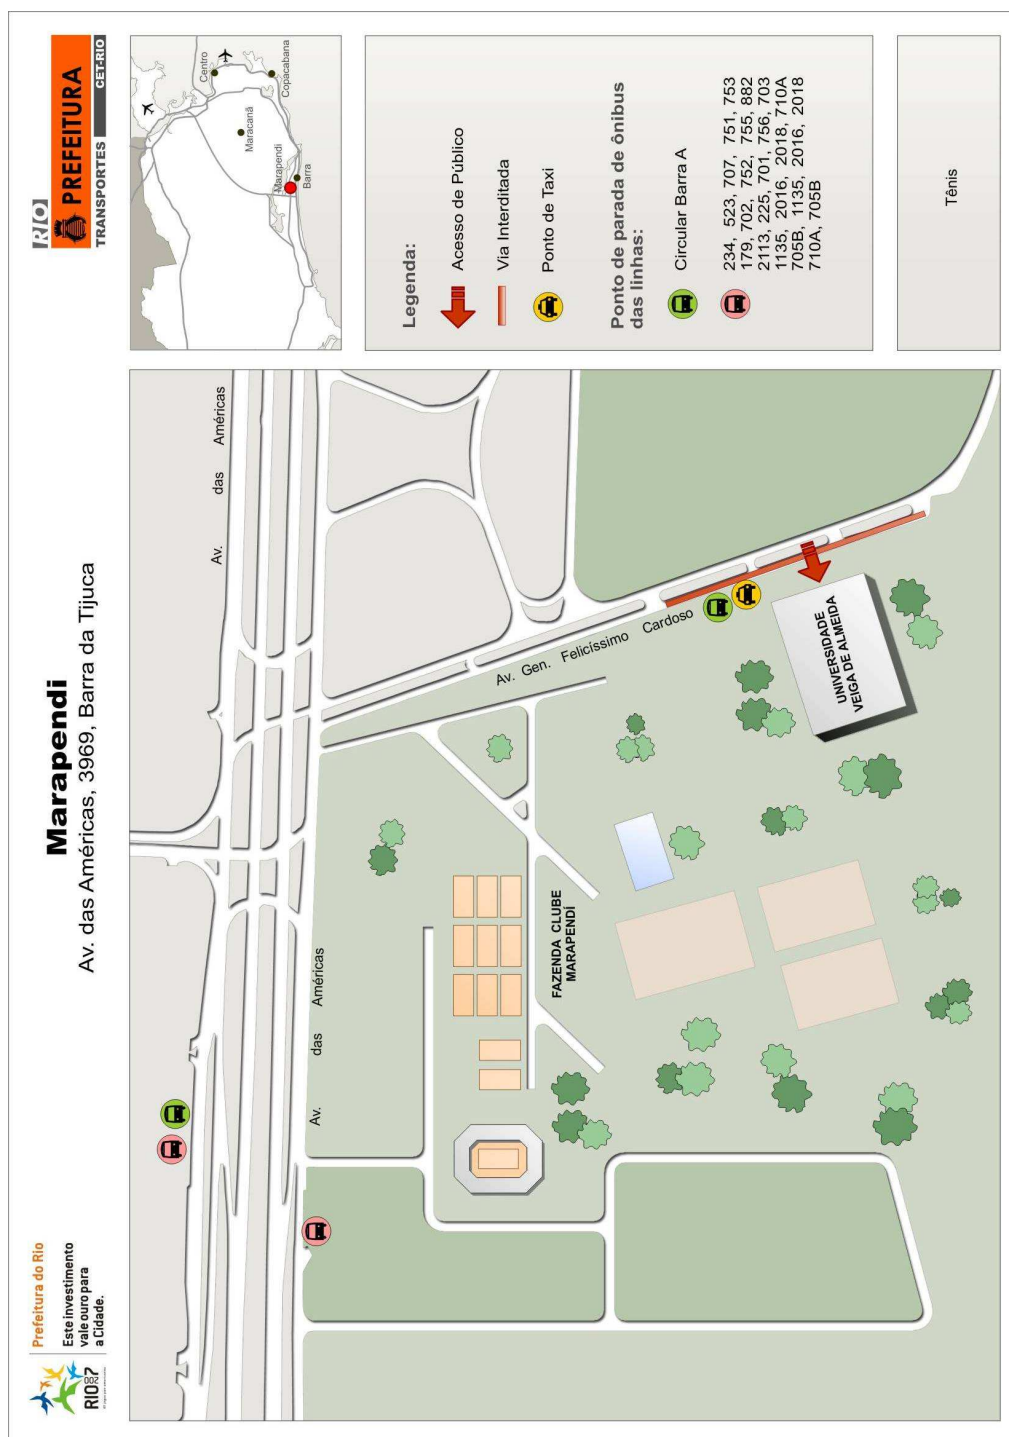 Prefeitura do Rio
Este investimento
vale ouro para
a Cidade.
RIO2007
Marapendi
Av. das Américas, 3969, Barra da Tijuca
RIO
PREFEITURA
TRANSPORTES
CET-RIO
Av. das Américas
Av. das Américas
Av. Gen. Felicíssimo Cardoso
FAZENDA CLUBE
MARAPENDÍ
UNIVERSIDADE
VEIGA DE ALMEIDA
Centro
Copacabana
Maracanã
Marapendi
Barra
Legenda:
Acesso de Público
Via Interditada
Ponto de Taxi
Ponto de parada de ônibus
das linhas:
Circular Barra A
234, 523, 707, 751, 753
179, 702, 752, 755, 882
2113, 225, 701, 756, 703
1135, 2016, 2018, 710A
705B, 1135, 2016, 2018
710A, 705B
Tênis